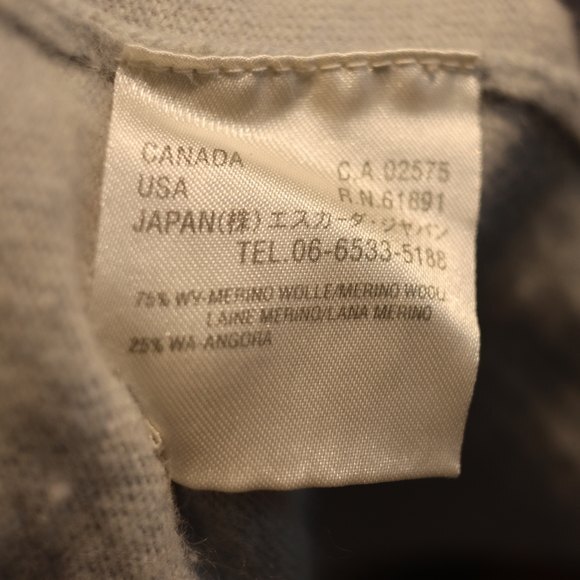 CANADA C.A.02575
USA R.N.61891
JAPAN(株)エスカーダ・ジャパン
TEL.06-6533-5188
75% WV-MERINO WOLLE/MERINO WOOL
LAINE MERINO/LANA MERINO
25% WA-ANGORA